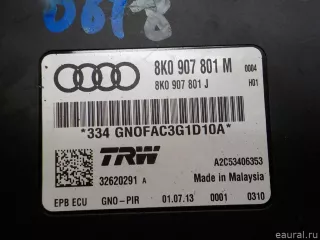 8K0 907 801 M 0004
8K0 907 801 J H01
*334 GNOFAC3G1D10A*
TRW
A2C53406353
32620291 A
Made in Malaysia
EPB ECU GNO-PIR 01.07.13 0001 0310
eaural.ru